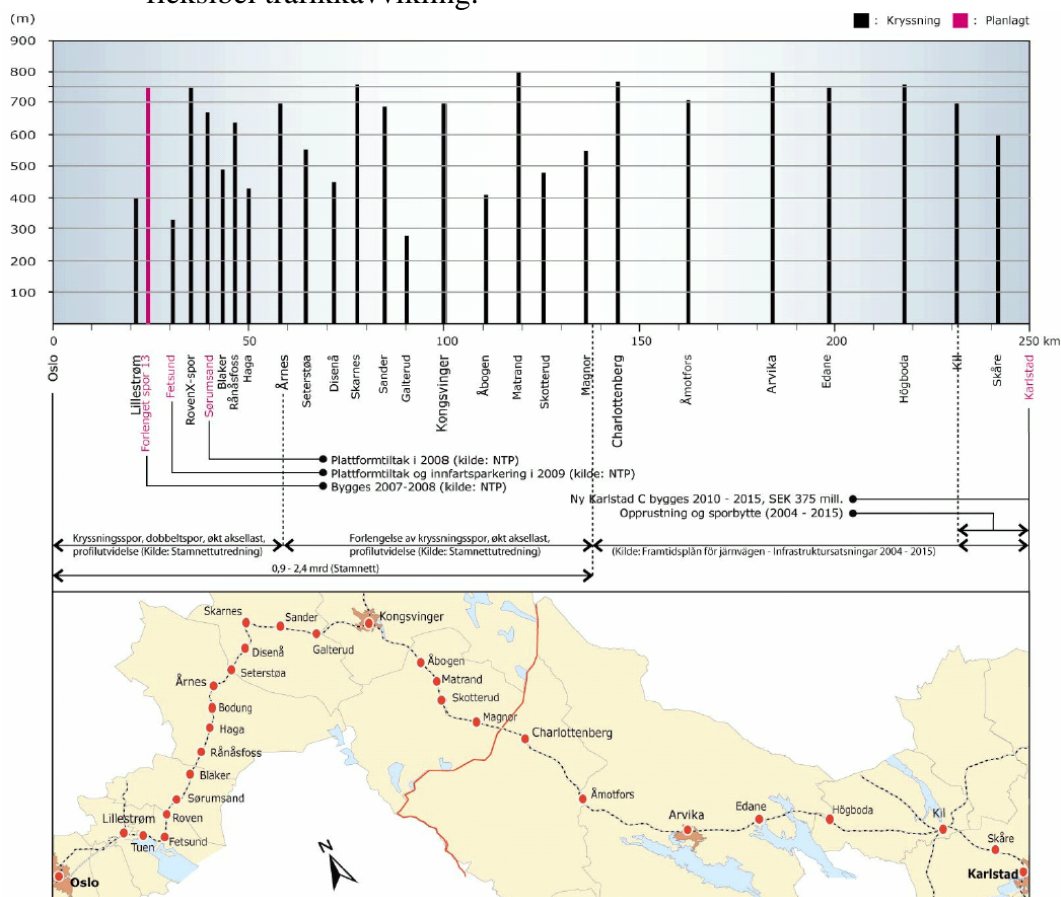 fleksibel trafikkavvikling.
(m)
: Kryssning : Planlagt
900
800
700
600
500
400
300
200
100
0 50 100 150 200 250 km
Oslo
Lillestrøm
Forlenget spor 13
Fetsund
RovenX-spor
Sørumsand
Blaker
Rånåsfoss
Haga
Årnes
Seterstøa
Disenå
Skarnes
Sander
Galterud
Kongsvinger
Åbogen
Matrand
Skotterud
Magnor
Charlottenberg
Åmotfors
Arvika
Edane
Högboda
Kil
Skåre
Karlstad
Plattformtiltak i 2008 (kilde: NTP)
Plattformtiltak og innfartsparkering i 2009 (kilde: NTP)
Bygges 2007-2008 (kilde: NTP)
Ny Karlstad C bygges 2010 - 2015, SEK 375 mill.
Opprustning og sporbytte (2004 - 2015)
Kryssningsspor, dobbeltspor, økt aksellast,
profilutvidelse (Kilde: Stamnettutredning)
Forlengelse av kryssningsspor, økt aksellast,
profilutvidelse (Kilde: Stamnettutredning)
(Kilde: Framtidsplån för järnvägen - Infrastruktursatsningar 2004 - 2015)
0,9 - 2,4 mrd (Stamnett)
Skarnes
Sander
Kongsvinger
Galterud
Disenå
Seterstøa
Årnes
Bodung
Haga
Rånåsfoss
Blaker
Sørumsand
Roven
Lillestrøm
Tuen
Fetsund
Oslo
Åbogen
Matrand
Skotterud
Magnor
Charlottenberg
Åmotfors
Arvika
Edane
Högboda
Kil
Skåre
Karlstad
N